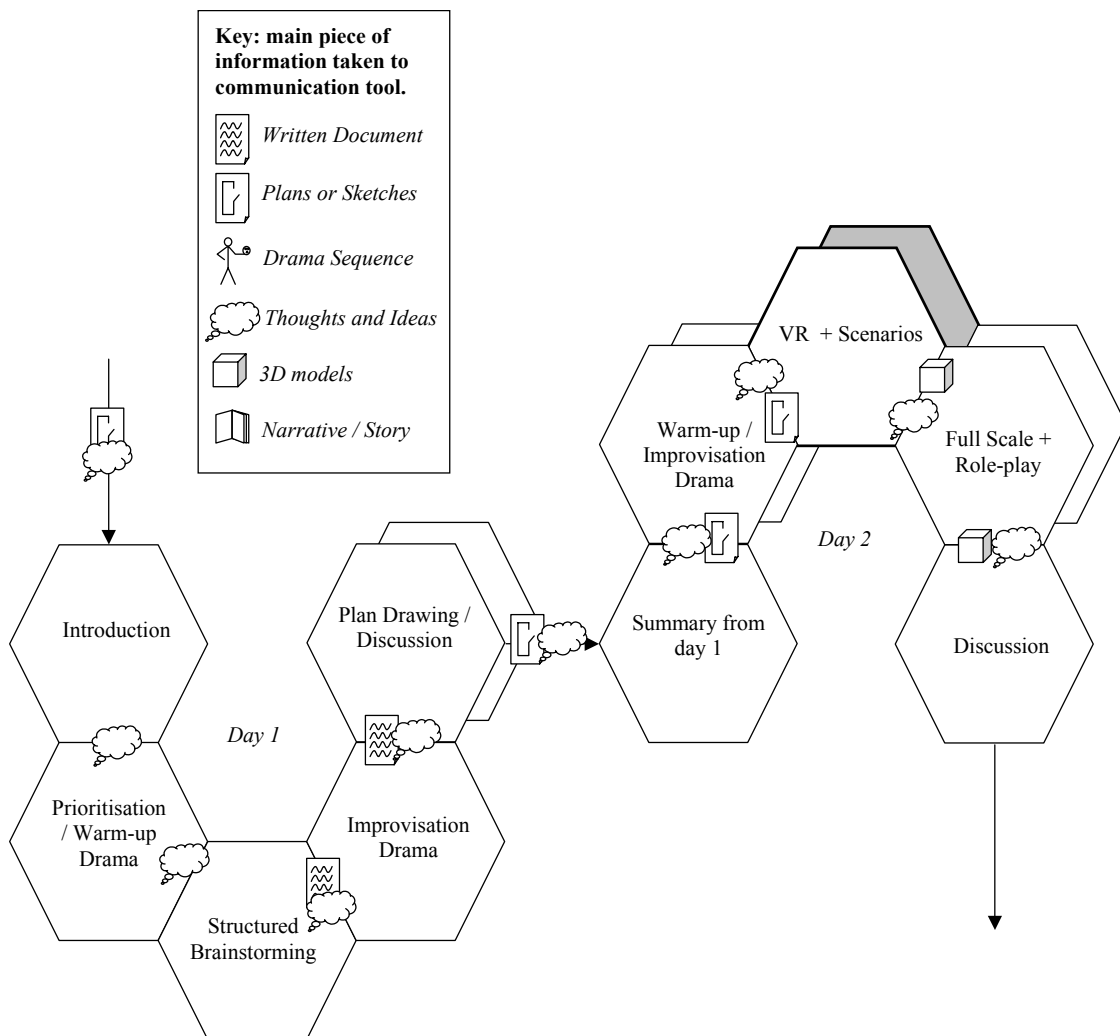 Key: main piece of
information taken to
communication tool.
Written Document
Plans or Sketches
Drama Sequence
Thoughts and Ideas
3D models
Narrative / Story
Introduction
Prioritisation
/ Warm-up
Drama
Day 1
Structured
Brainstorming
Improvisation
Drama
Plan Drawing /
Discussion
Summary from
day 1
Warm-up /
Improvisation
Drama
Day 2
VR + Scenarios
Full Scale +
Role-play
Discussion